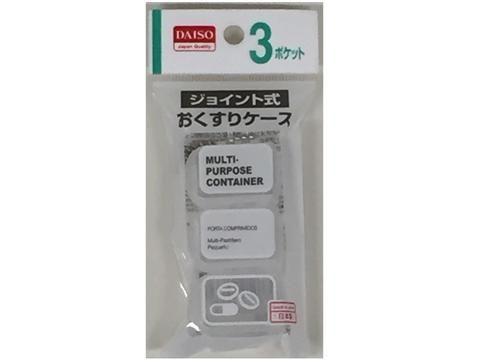 DAISO
Japan Quality
3ポケット
ジョイント式
おくすりケース
MULTI-
PURPOSE
CONTAINER
PORTA COMPRIMIDOS
Multi-Pastillero
Pequeño